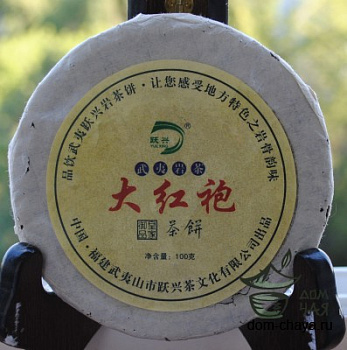 品饮武夷跃兴岩茶饼·让您感受地方特色之岩骨韵味
跃兴
YUEXING
®
武夷岩茶
大红袍
茶饼
净含量：100克
中国·福建武夷山市跃兴茶文化有限公司出品
ДОМ
ЧАЯ
dom-chaya.ru